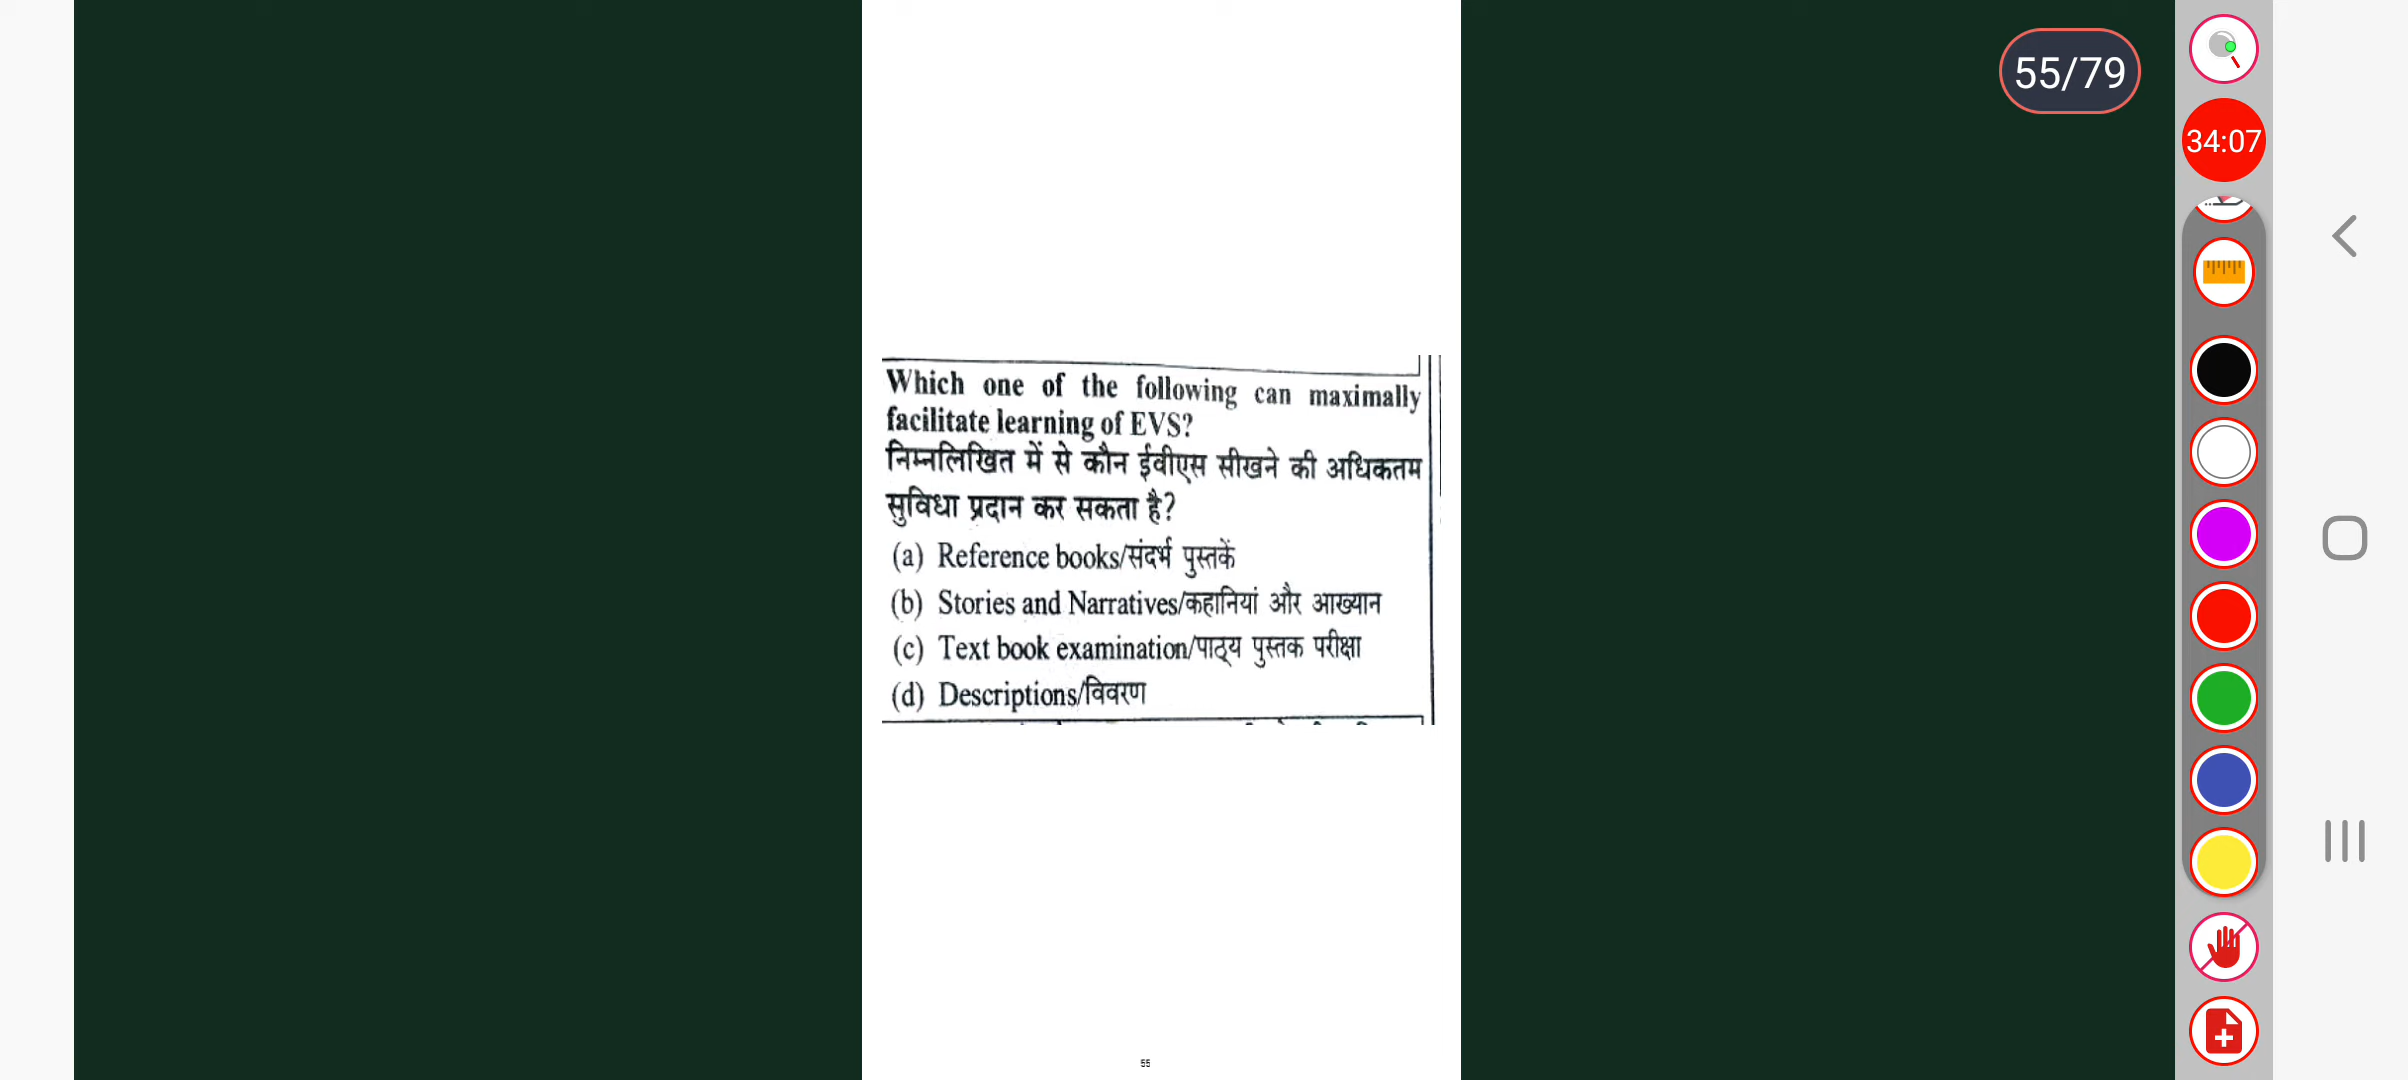 55/79
34:07
Which one of the following can maximally
facilitate learning of EVS?
निम्नलिखित में से कौन ईवीएस सीखने की अधिकतम
सुविधा प्रदान कर सकता है?
(a) Reference books/संदर्भ पुस्तकें
(b) Stories and Narratives/कहानियां और आख्यान
(c) Text book examination/पाठ्य पुस्तक परीक्षा
(d) Descriptions/विवरण
55